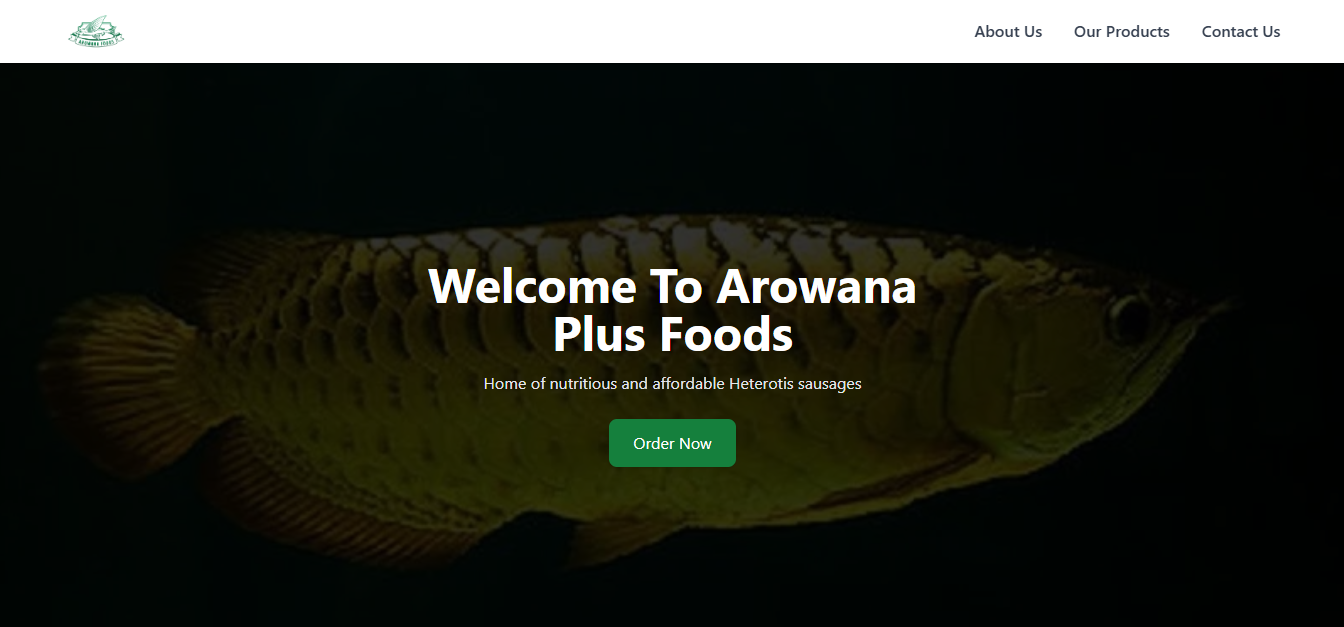 AROWANA FOODS
About Us
Our Products
Contact Us
Welcome To Arowana
Plus Foods
Home of nutritious and affordable Heterotis sausages
Order Now